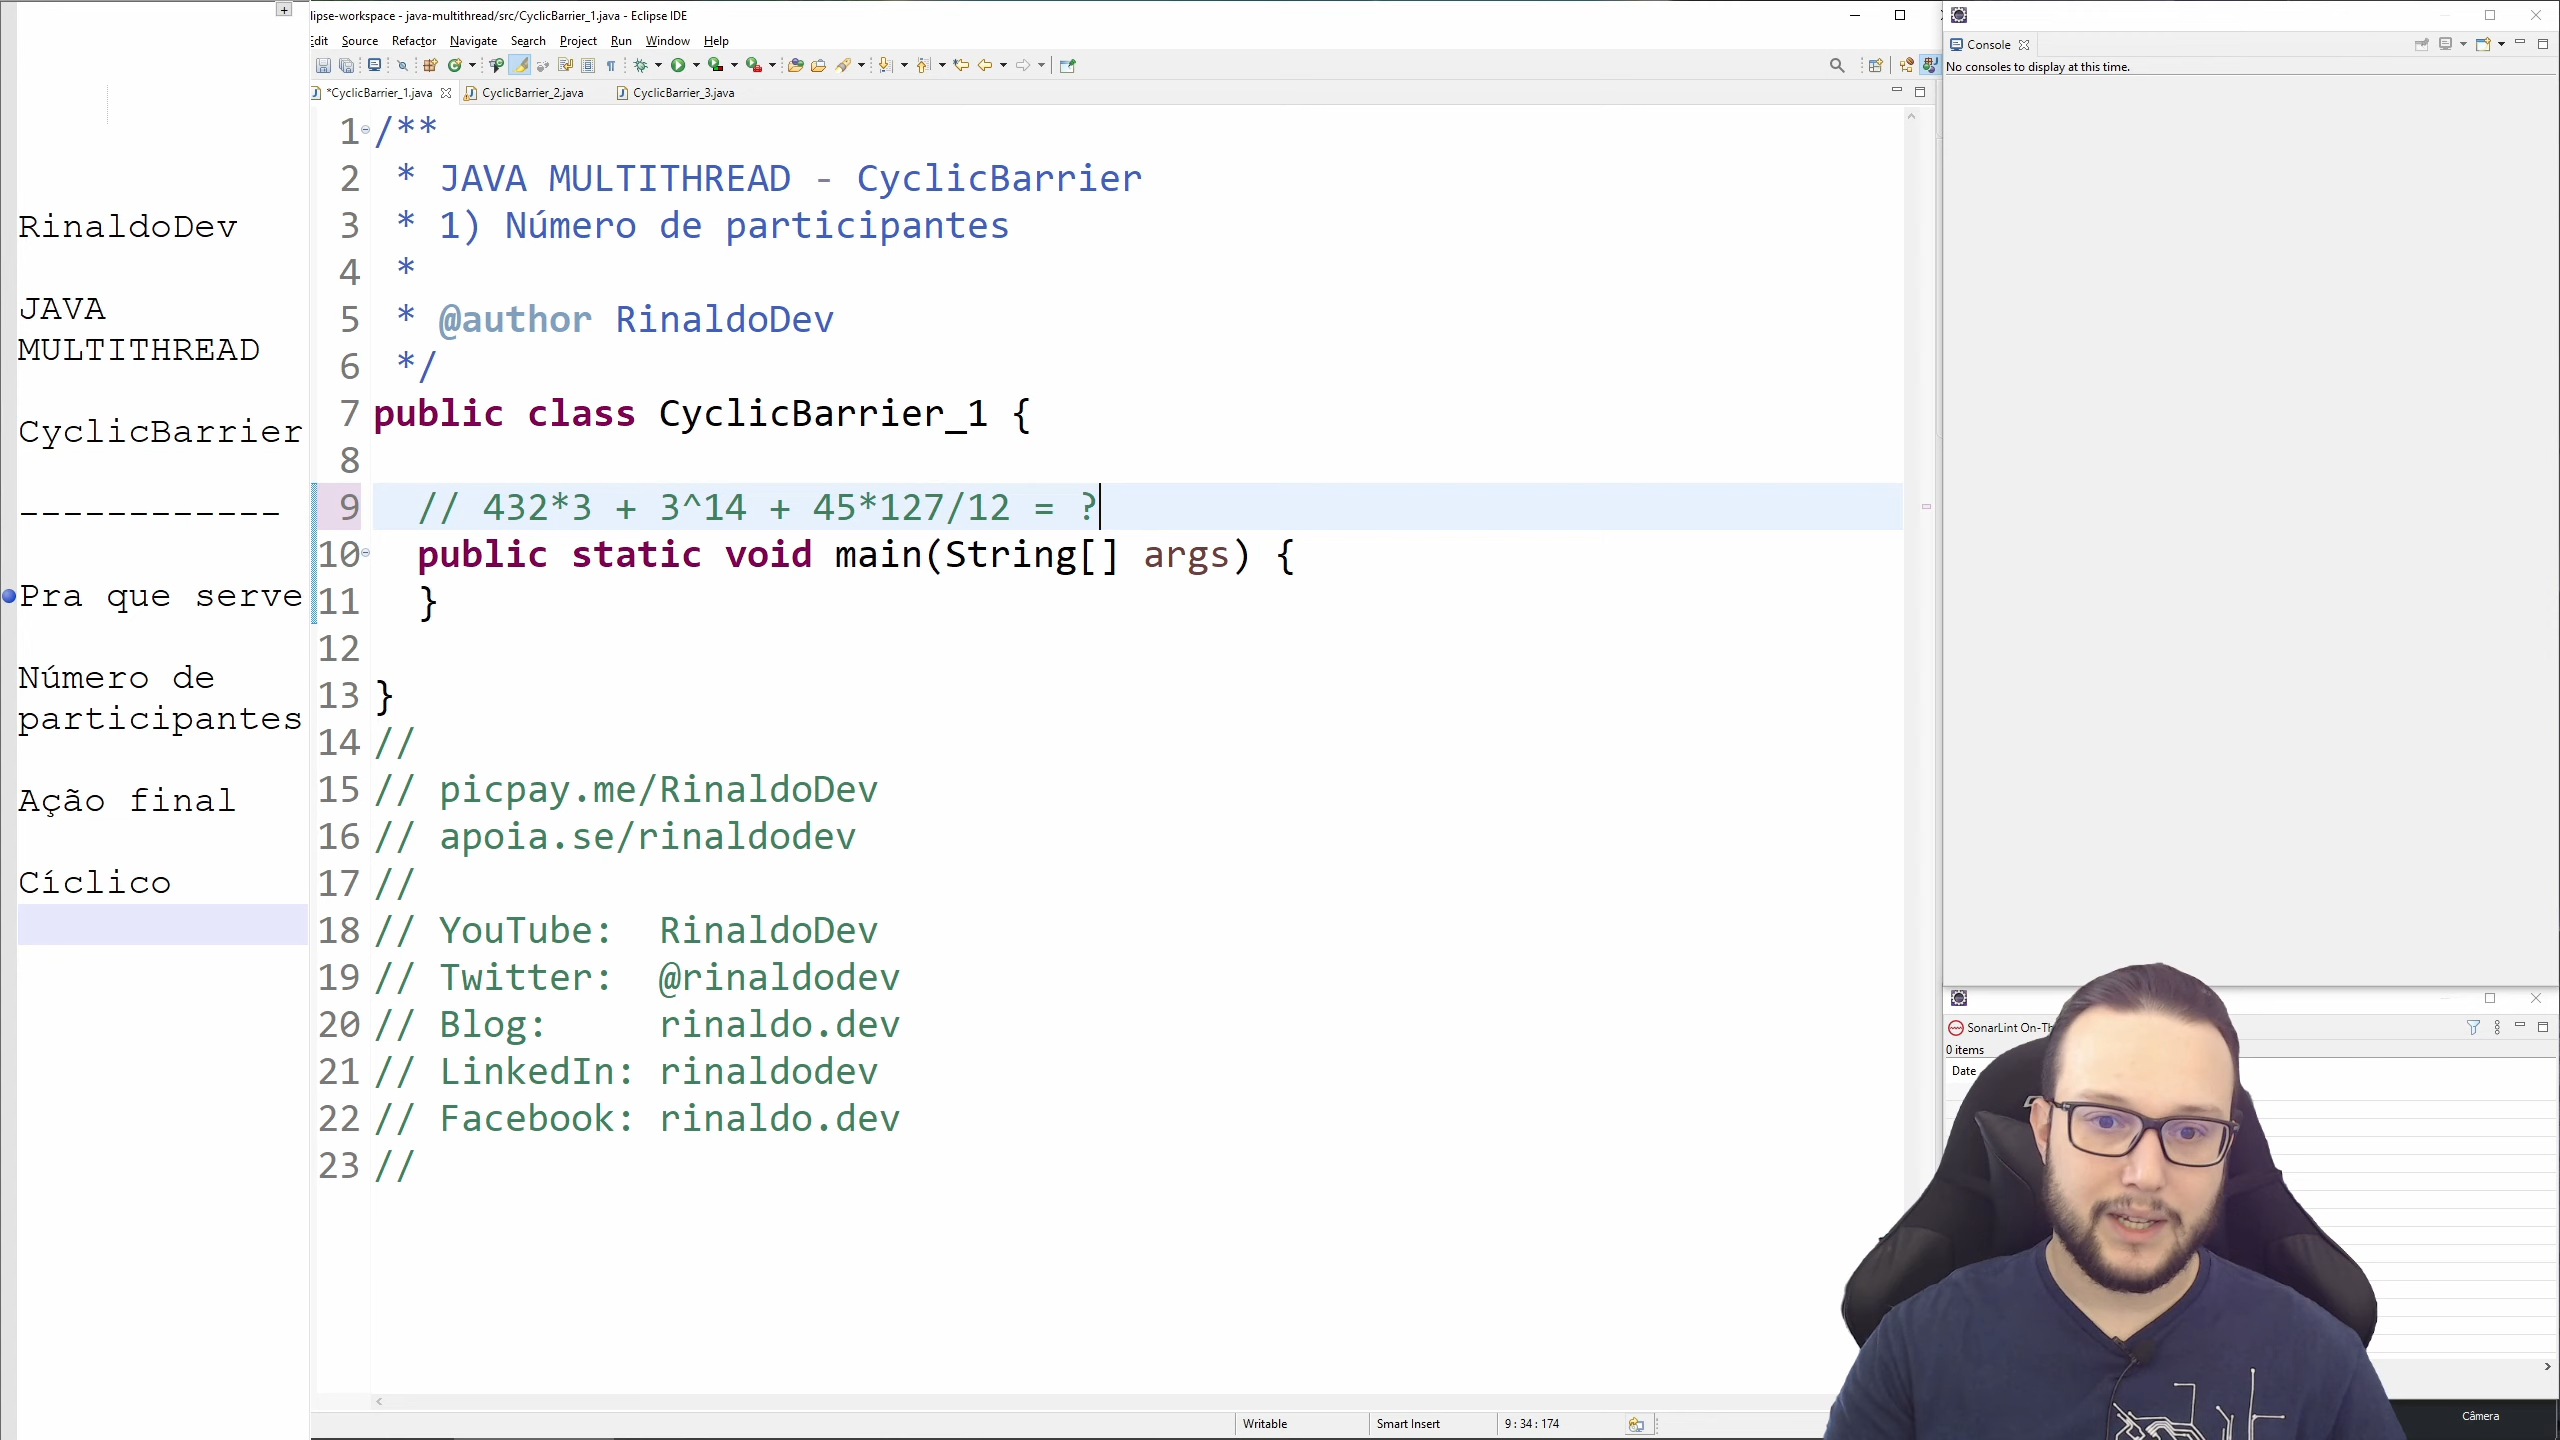 lipse-workspace - java-multithread/src/CyclicBarrier_1.java - Eclipse IDE
Edit Source Refactor Navigate Search Project Run Window Help
*CyclicBarrier_1.java CyclicBarrier_2.java CyclicBarrier_3.java
RinaldoDev
JAVA
MULTITHREAD
CyclicBarrier
------------
Pra que serve
Número de
participantes
Ação final
Cíclico
1 /**
2 * JAVA MULTITHREAD - CyclicBarrier
3 * 1) Número de participantes
4 *
5 * @author RinaldoDev
6 */
7 public class CyclicBarrier_1 {
8
9 // 432*3 + 3^14 + 45*127/12 = ?
10 public static void main(String[] args) {
11 }
12
13 }
14 //
15 // picpay.me/RinaldoDev
16 // apoia.se/rinaldodev
17 //
18 // YouTube: RinaldoDev
19 // Twitter: @rinaldodev
20 // Blog: rinaldo.dev
21 // LinkedIn: rinaldodev
22 // Facebook: rinaldo.dev
23 //
Writable Smart Insert 9 : 34 : 174
Console
No consoles to display at this time.
SonarLint On-Th
0 items
Date
Câmera